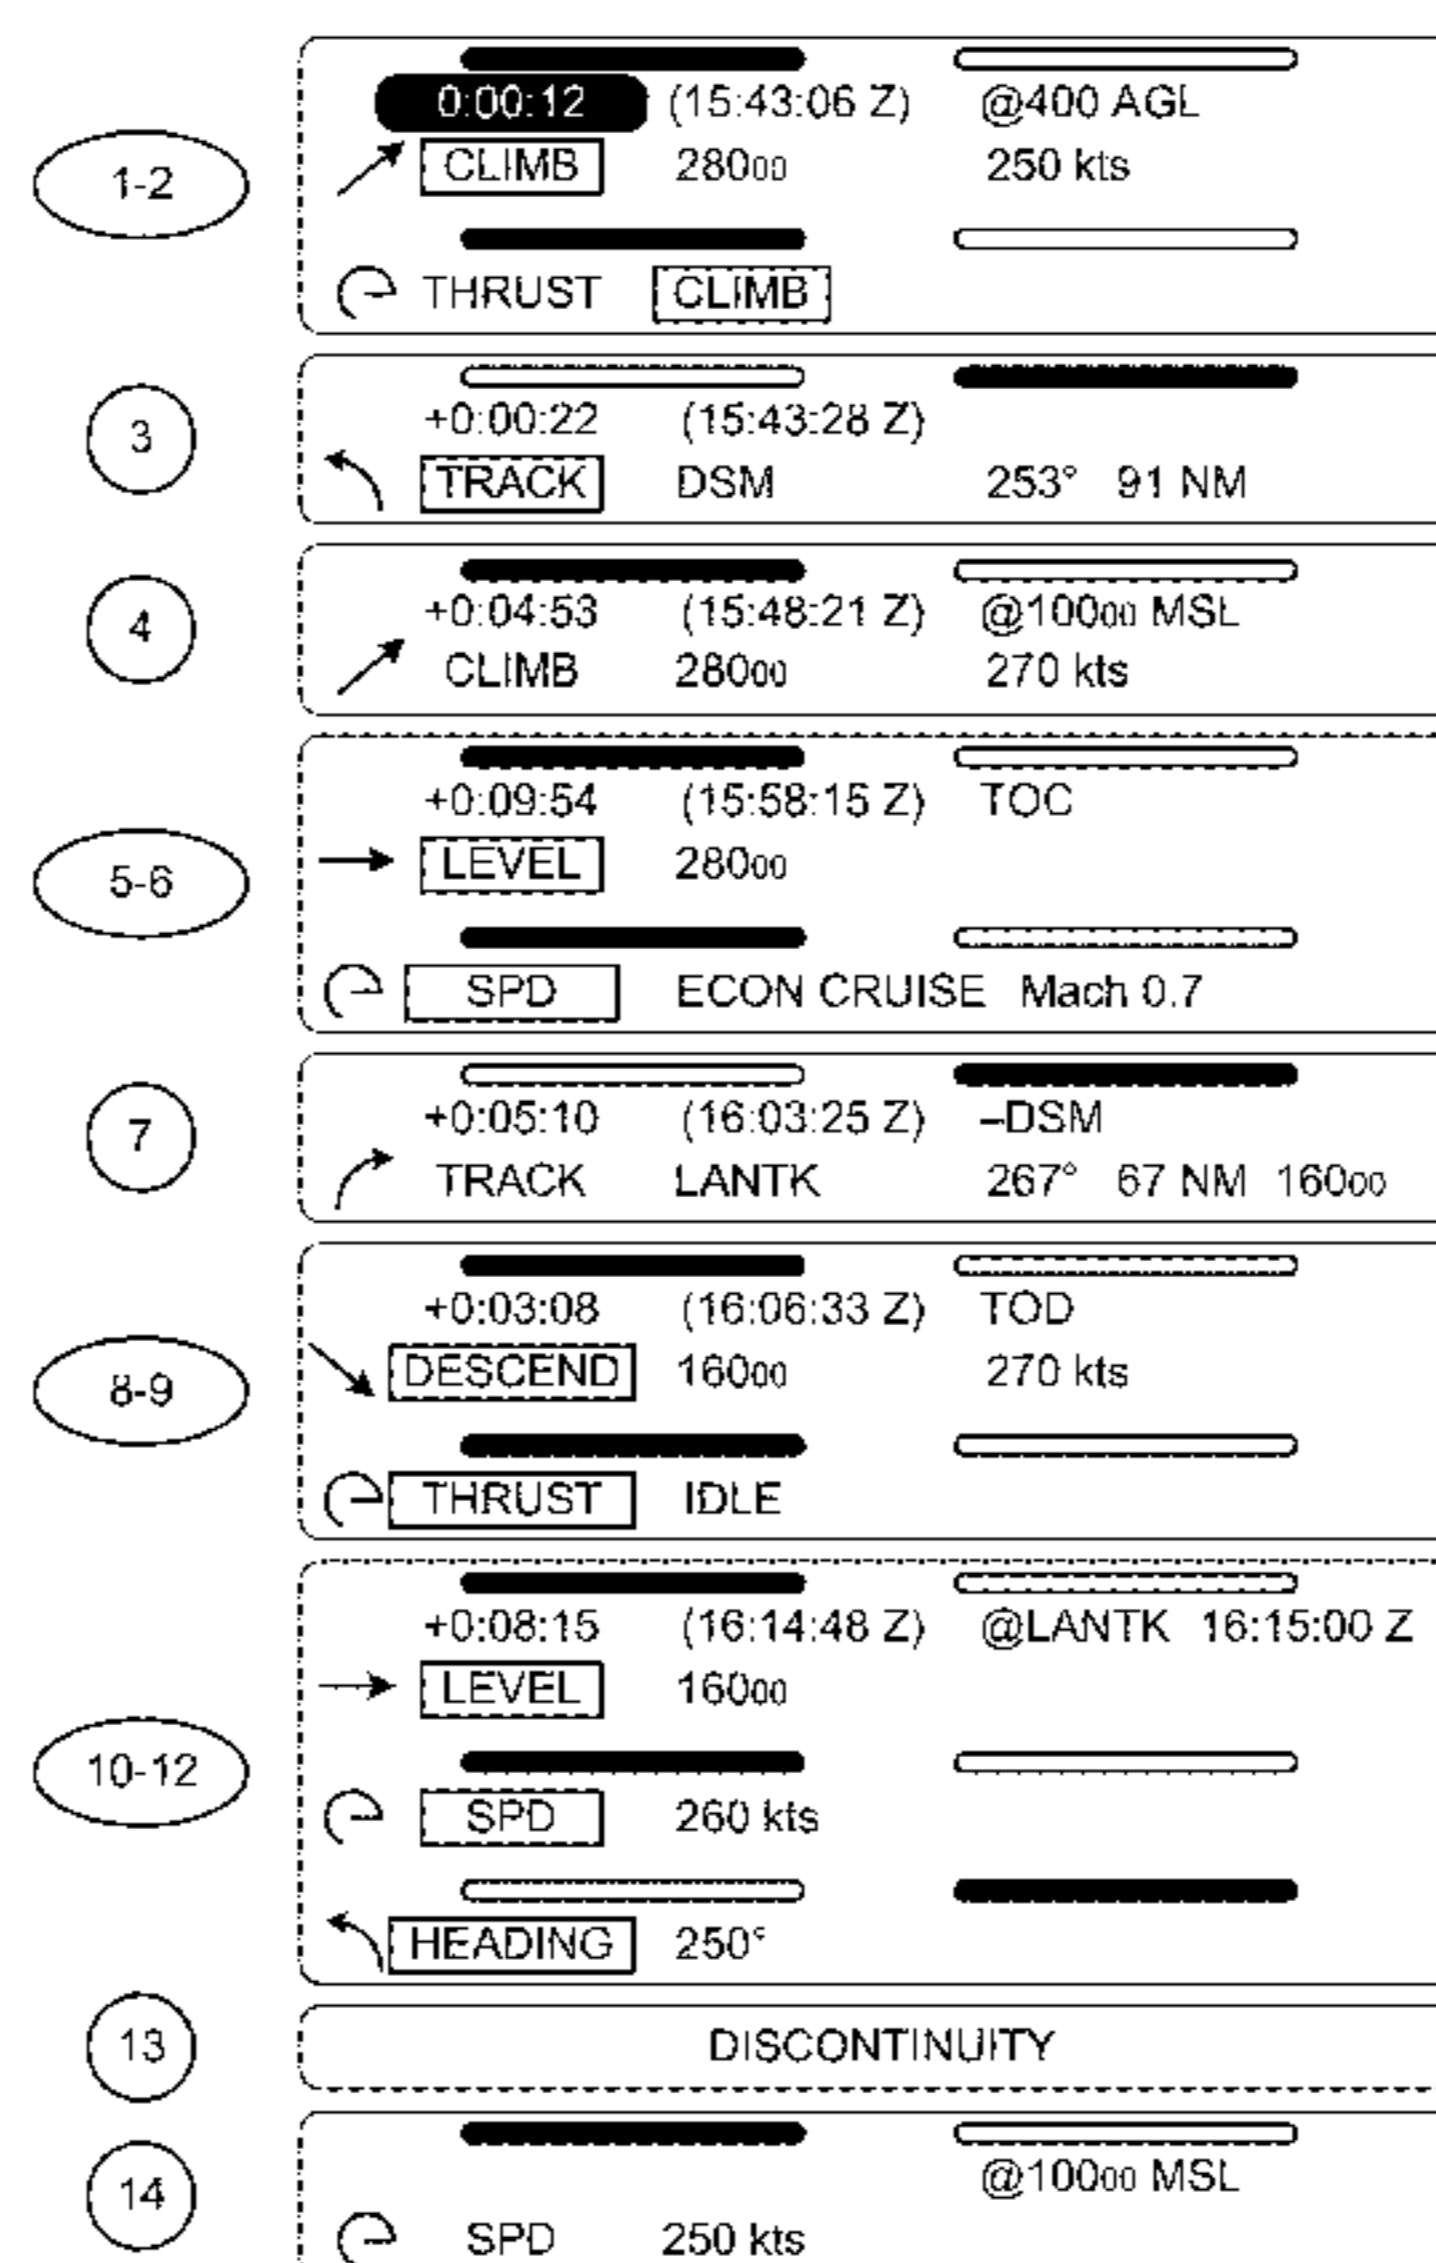 1-2
0:00:12 (15:43:06 Z) @400 AGL
CLIMB 28000 250 kts
THRUST CLIMB
3
+0:00:22 (15:43:28 Z)
TRACK DSM 253° 91 NM
4
+0:04:53 (15:48:21 Z) @10000 MSL
CLIMB 28000 270 kts
5-6
+0:09:54 (15:58:15 Z) TOC
LEVEL 28000
SPD ECON CRUISE Mach 0.7
7
+0:05:10 (16:03:25 Z) –DSM
TRACK LANTK 267° 67 NM 16000
8-9
+0:03:08 (16:06:33 Z) TOD
DESCEND 16000 270 kts
THRUST IDLE
10-12
+0:08:15 (16:14:48 Z) @LANTK 16:15:00 Z
LEVEL 16000
SPD 260 kts
HEADING 250°
13
DISCONTINUITY
14
@10000 MSL
SPD 250 kts